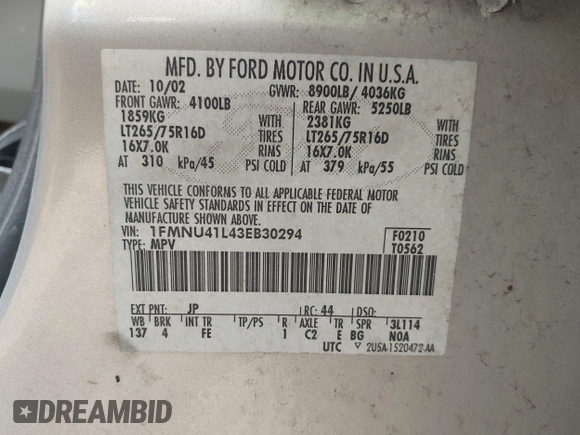 MFD. BY FORD MOTOR CO. IN U.S.A.
DATE: 10/02 GVWR: 8900LB/ 4036KG
FRONT GAWR: 4100LB REAR GAWR: 5250LB
1859KG WITH 2381KG WITH
LT265/75R16D TIRES LT265/75R16D TIRES
16X7.0K RIMS 16X7.0K RIMS
AT 310 kPa/45 PSI COLD AT 379 kPa/55 PSI COLD
THIS VEHICLE CONFORMS TO ALL APPLICABLE FEDERAL MOTOR
VEHICLE SAFETY STANDARDS IN EFFECT ON THE DATE OF
MANUFACTURE SHOWN ABOVE.
VIN: 1FMNU41L43EB30294 F0210
TYPE: MPV T0562
EXT PNT: JP RC: 44 DSO:
WB BRK INT TR TP/PS R AXLE TR SPR 3L114
137 4 FE 1 C2 E BG N0A
UTC ▽ 2U5A-1520472-AA
DREAMBID